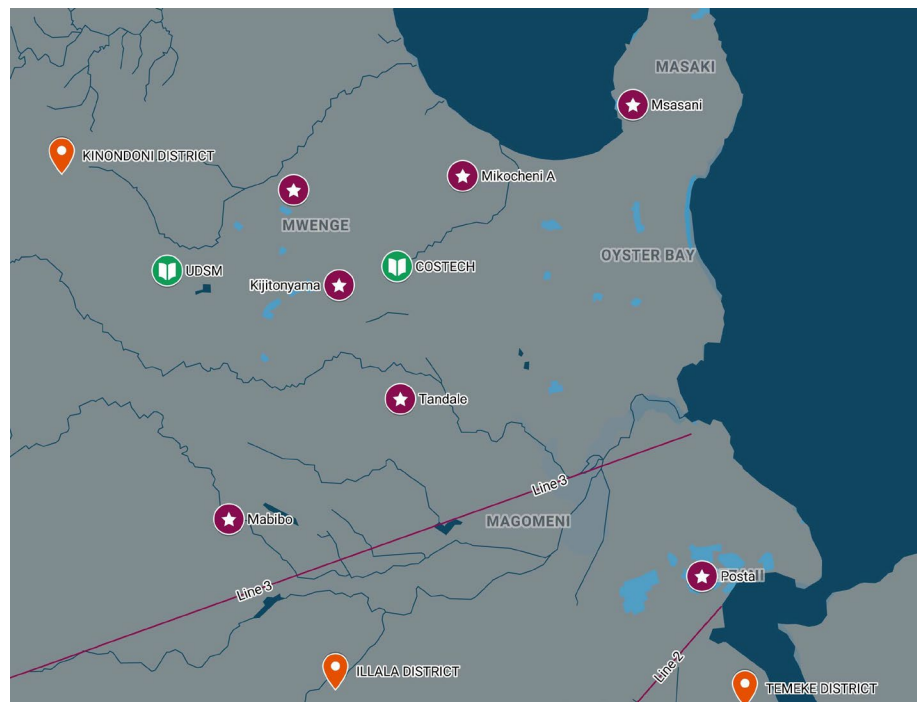 MASAKI
Msasani
KINONDONI DISTRICT
Mikocheni A
MWENGE
OYSTER BAY
UDSM
COSTECH
Kijitonyama
Tandale
Line 3
Mabibo
MAGOMENI
Postal
Line 3
Line 2
ILLALA DISTRICT
TEMEKE DISTRICT